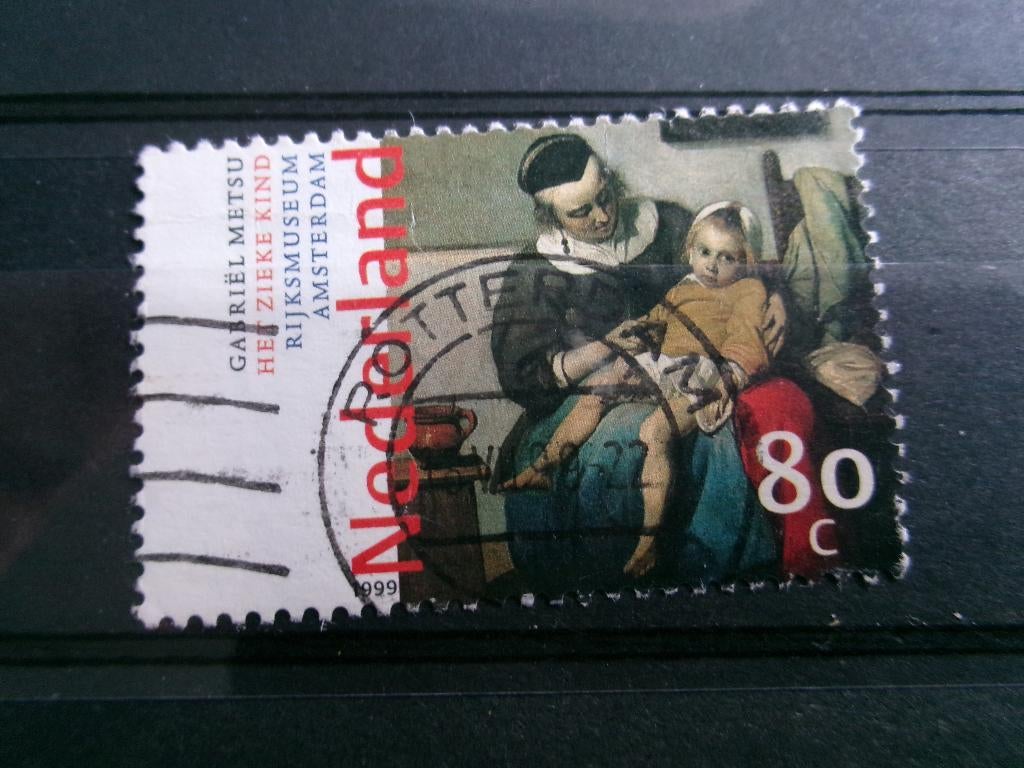 GABRIËL METSU
HET ZIEKE KIND
RIJKSMUSEUM
AMSTERDAM
Nederland
1999
80
C